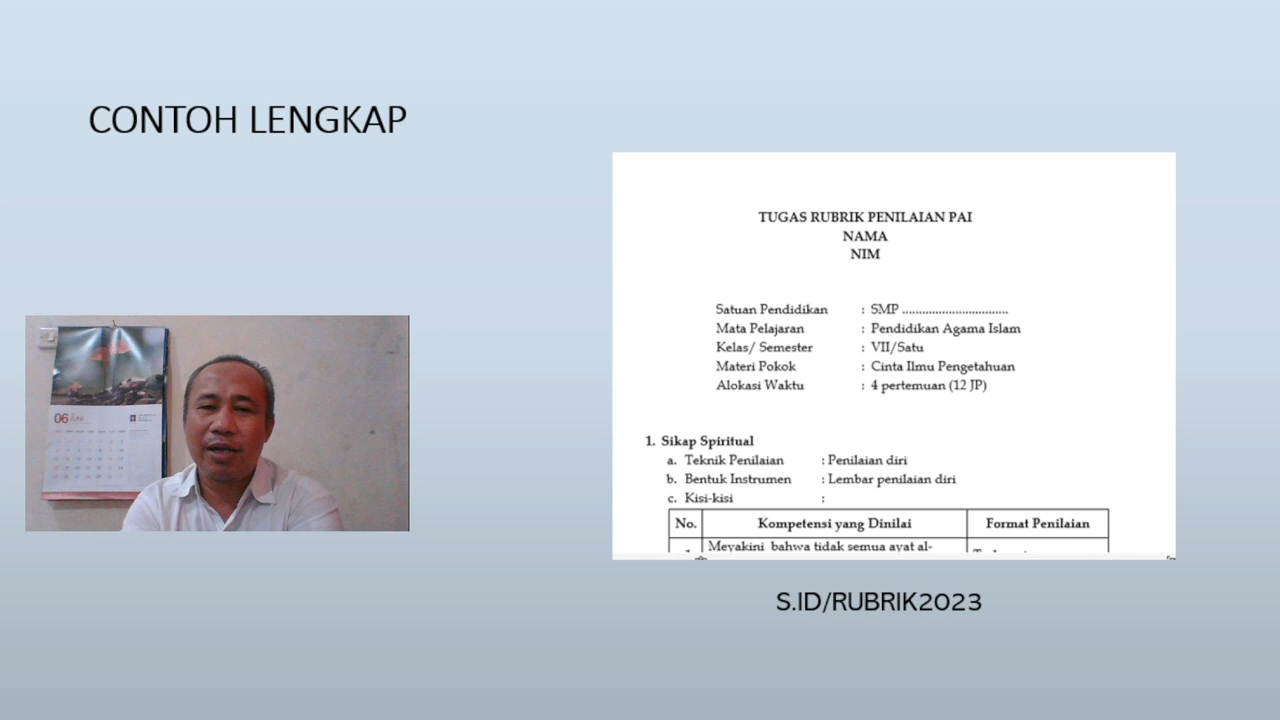 CONTOH LENGKAP
TUGAS RUBRIK PENILAIAN PAI
NAMA
NIM
Satuan Pendidikan : SMP ................................
Mata Pelajaran : Pendidikan Agama Islam
Kelas/ Semester : VII/Satu
Materi Pokok : Cinta Ilmu Pengetahuan
Alokasi Waktu : 4 pertemuan (12 JP)
1. Sikap Spiritual
a. Teknik Penilaian : Penilaian diri
b. Bentuk Instrumen : Lembar penilaian diri
c. Kisi-kisi :
No. Kompetensi yang Dinilai Format Penilaian
Meyakini bahwa tidak semua ayat al-
06 JUNI
S.ID/RUBRIK2023